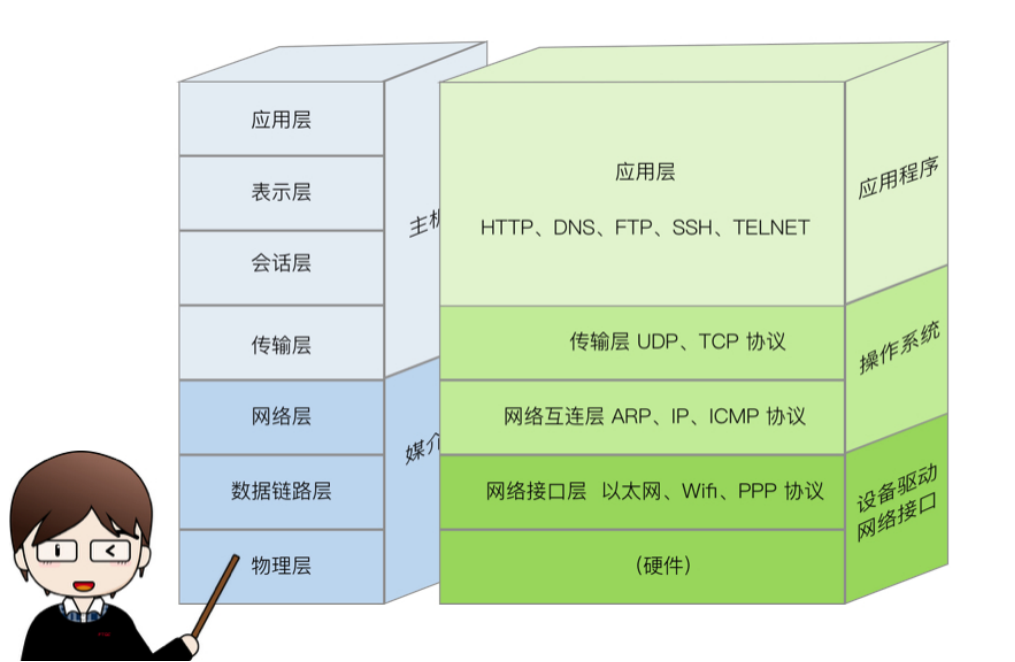 应用层
表示层
会话层
传输层
网络层
数据链路层
物理层
主机
媒介
应用层
HTTP、DNS、FTP、SSH、TELNET
传输层 UDP、TCP 协议
网络互连层 ARP、IP、ICMP 协议
网络接口层 以太网、Wifi、PPP 协议
（硬件）
应用程序
操作系统
设备驱动
网络接口